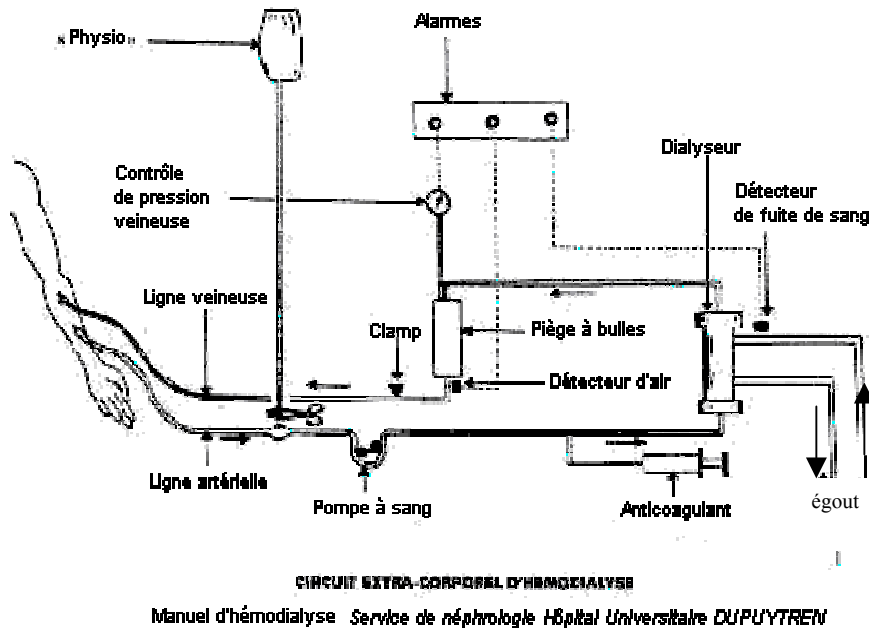 Alarmes
« Physio »
Dialyseur
Contrôle
de pression
veineuse
Détecteur
de fuite de sang
Ligne veineuse
Clamp
Piège à bulles
Détecteur d'air
Ligne artérielle
Pompe à sang
Anticoagulant
égout
CIRCUIT EXTRA-CORPOREL D'HEMODIALYSE
Manuel d'hémodialyse Service de néphrologie Hôpital Universitaire DUPUYTREN